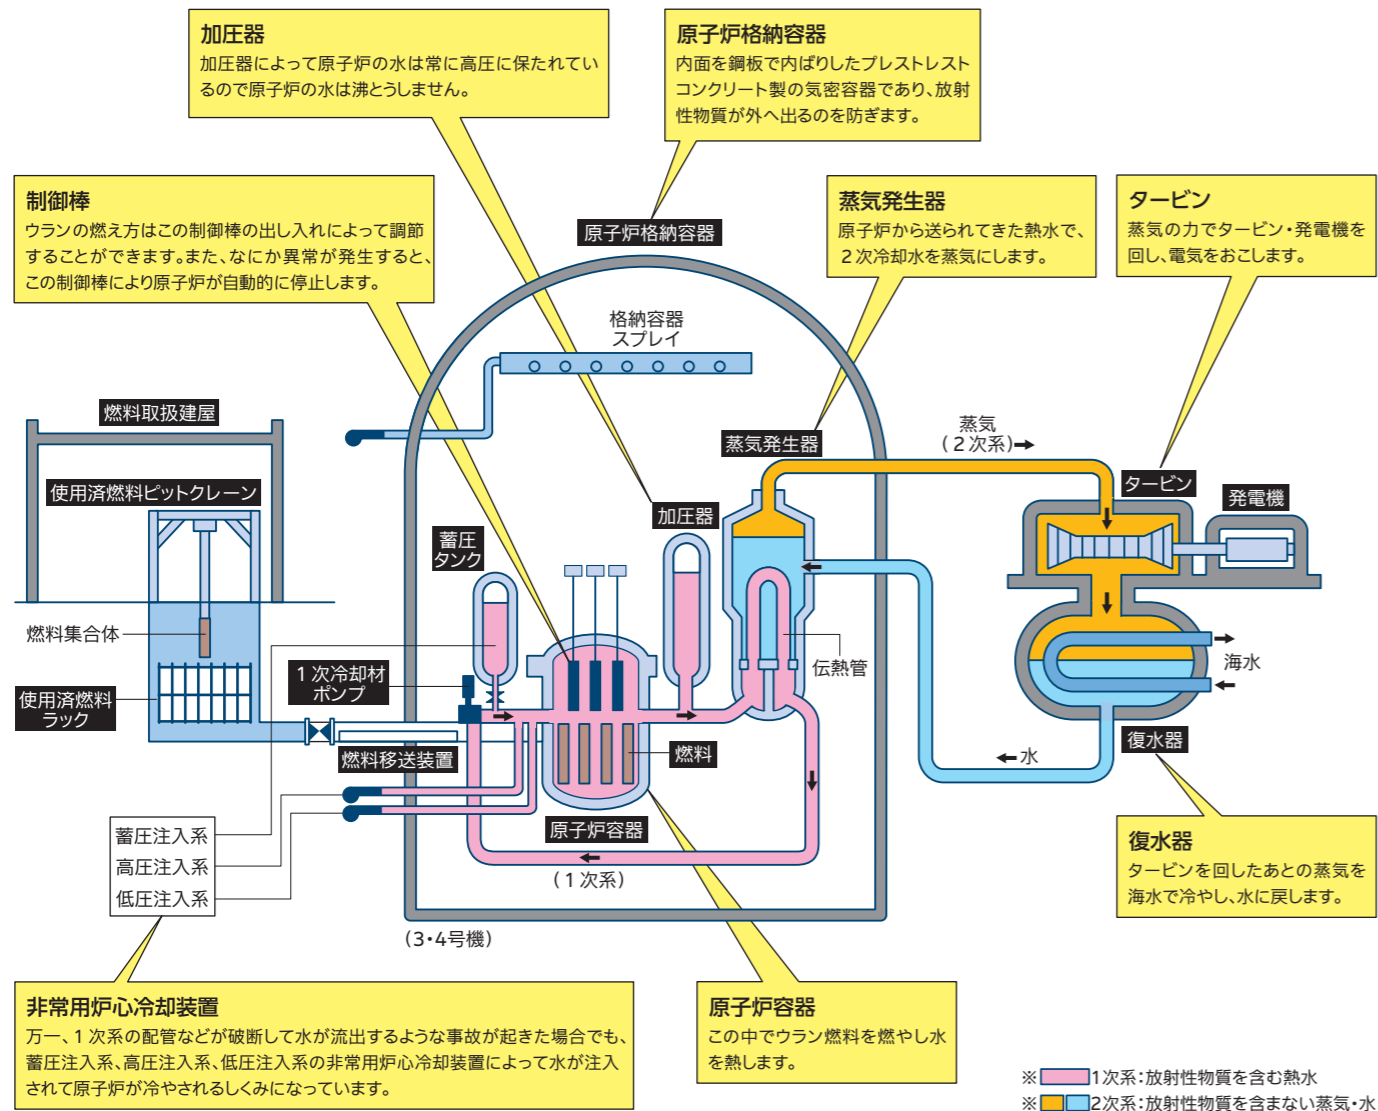 加圧器
加圧器によって原子炉の水は常に高圧に保たれてい
るので原子炉の水は沸とうしません。
原子炉格納容器
内面を鋼板で内ばりしたプレストレスト
コンクリート製の気密容器であり、放射
性物質が外へ出るのを防ぎます。
制御棒
ウランの燃え方はこの制御棒の出し入れによって調節
することができます。また、なにか異常が発生すると、
この制御棒により原子炉が自動的に停止します。
蒸気発生器
原子炉から送られてきた熱水で、
2次冷却水を蒸気にします。
タービン
蒸気の力でタービン・発電機を
回し、電気をおこします。
原子炉格納容器
格納容器
スプレイ
燃料取扱建屋
蒸気発生器
蒸気
(2次系)➡
使用済燃料ピットクレーン
タービン
発電機
加圧器
蓄圧
タンク
燃料集合体
伝熱管
海水
1次冷却材
ポンプ
使用済燃料
ラック
燃料移送装置
燃料
水
復水器
原子炉容器
蓄圧注入系
高圧注入系
低圧注入系
(1次系)
(3・4号機)
復水器
タービンを回したあとの蒸気を
海水で冷やし、水に戻します。
非常用炉心冷却装置
万一、1次系の配管などが破断して水が流出するような事故が起きた場合でも、
蓄圧注入系、高圧注入系、低圧注入系の非常用炉心冷却装置によって水が注入
されて原子炉が冷やされるしくみになっています。
原子炉容器
この中でウラン燃料を燃やし水
を熱します。
※ 1次系：放射性物質を含む熱水
※ 2次系：放射性物質を含まない蒸気・水